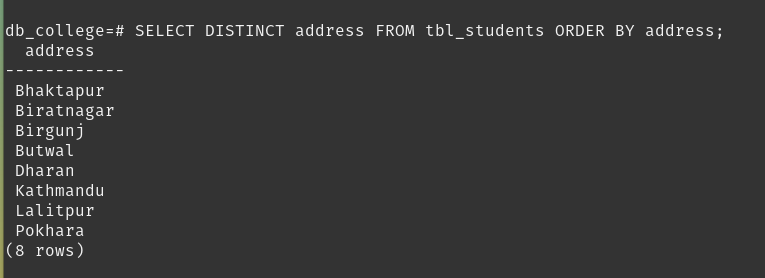 db_college=# SELECT DISTINCT address FROM tbl_students ORDER BY address;
  address
------------
 Bhaktapur
 Biratnagar
 Birgunj
 Butwal
 Dharan
 Kathmandu
 Lalitpur
 Pokhara
(8 rows)